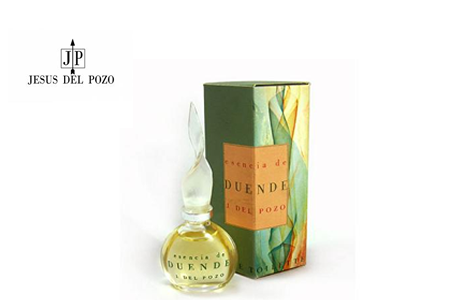 JP
JESUS DEL POZO
esencia de
DUENDE
J. DEL POZO
esencia de
DUENDE
J. DEL POZO